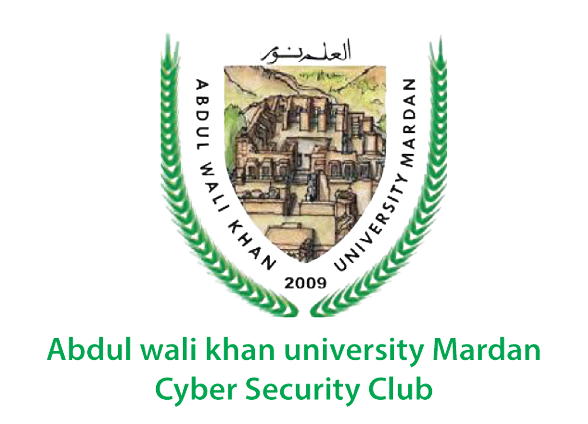 العلم نور
ABDUL WALI KHAN
UNIVERSITY MARDAN
2009
Abdul wali khan university Mardan
Cyber Security Club